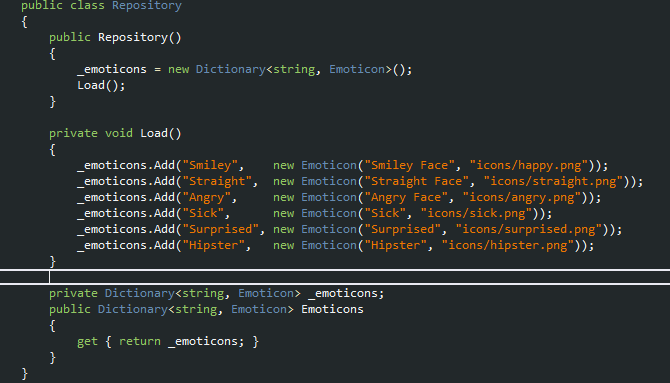 public class Repository
{
    public Repository()
    {
        _emoticons = new Dictionary<string, Emoticon>();
        Load();
    }

    private void Load()
    {
        _emoticons.Add("Smiley",    new Emoticon("Smiley Face", "icons/happy.png"));
        _emoticons.Add("Straight",  new Emoticon("Straight Face", "icons/straight.png"));
        _emoticons.Add("Angry",     new Emoticon("Angry Face", "icons/angry.png"));
        _emoticons.Add("Sick",      new Emoticon("Sick", "icons/sick.png"));
        _emoticons.Add("Surprised", new Emoticon("Surprised", "icons/surprised.png"));
        _emoticons.Add("Hipster",   new Emoticon("Hipster", "icons/hipster.png"));
    }

    private Dictionary<string, Emoticon> _emoticons;
    public Dictionary<string, Emoticon> Emoticons
    {
        get { return _emoticons; }
    }
}